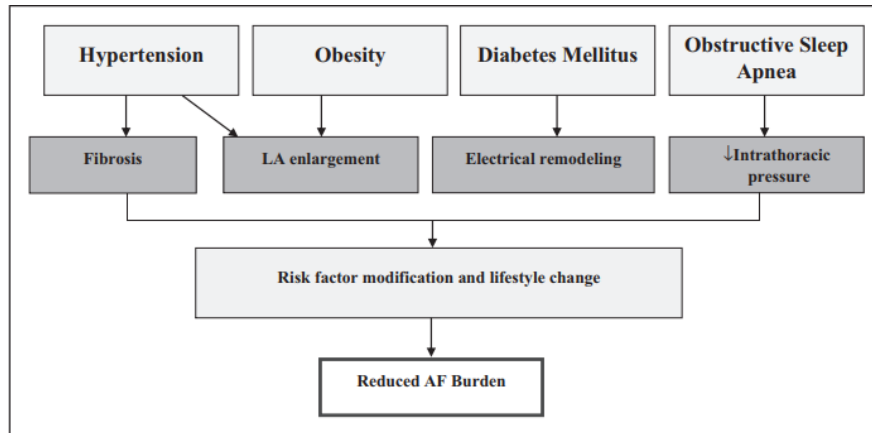 Hypertension
Obesity
Diabetes Mellitus
Obstructive Sleep
Apnea
Fibrosis
LA enlargement
Electrical remodeling
↓Intrathoracic
pressure
Risk factor modification and lifestyle change
Reduced AF Burden